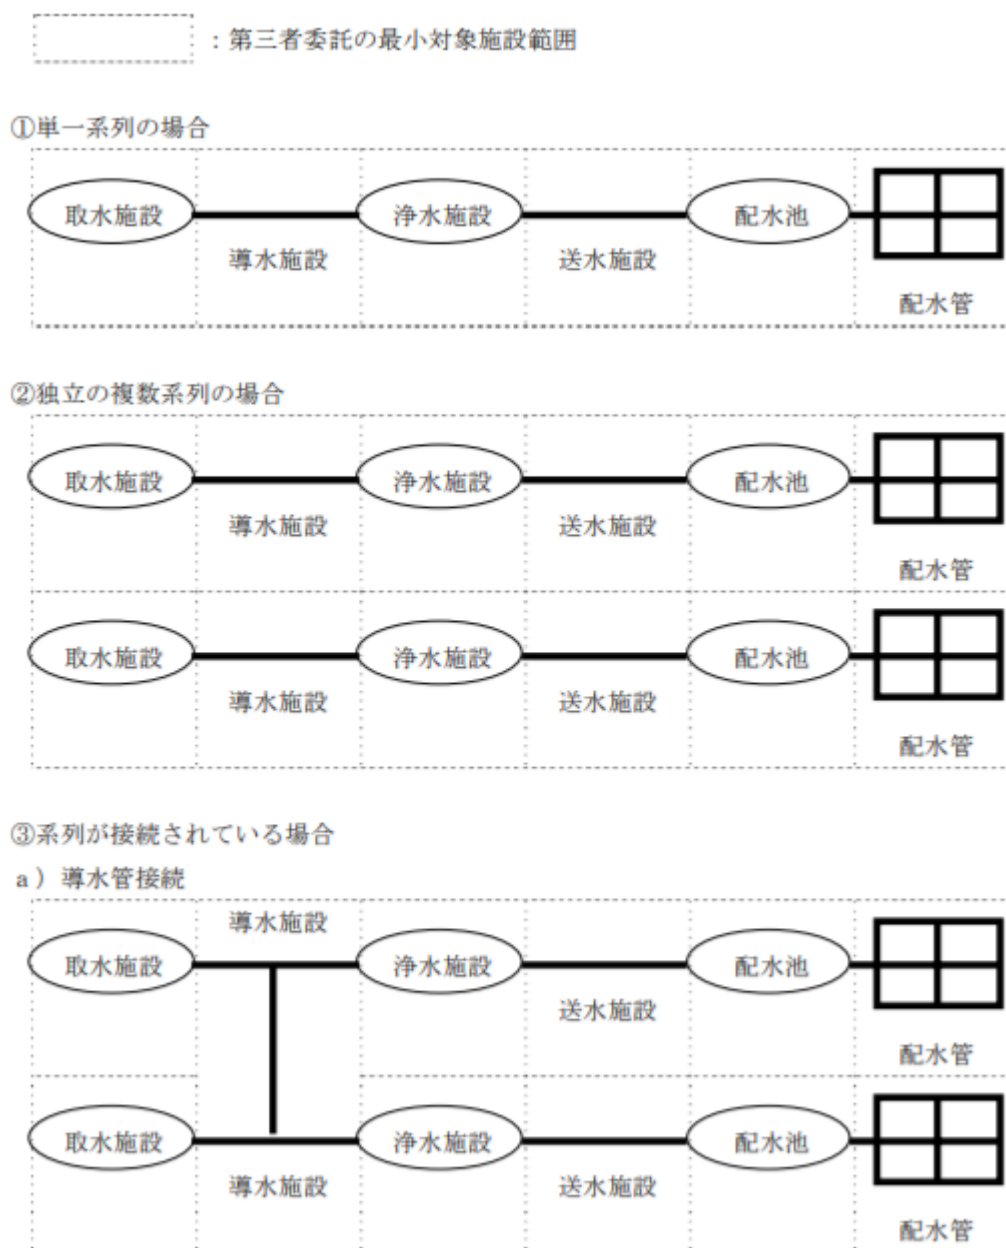 ：第三者委託の最小対象施設範囲
①単一系列の場合
取水施設
導水施設
浄水施設
送水施設
配水池
配水管
②独立の複数系列の場合
取水施設
導水施設
浄水施設
送水施設
配水池
配水管
取水施設
導水施設
浄水施設
送水施設
配水池
配水管
③系列が接続されている場合
a）導水管接続
取水施設
導水施設
浄水施設
送水施設
配水池
配水管
取水施設
導水施設
浄水施設
送水施設
配水池
配水管